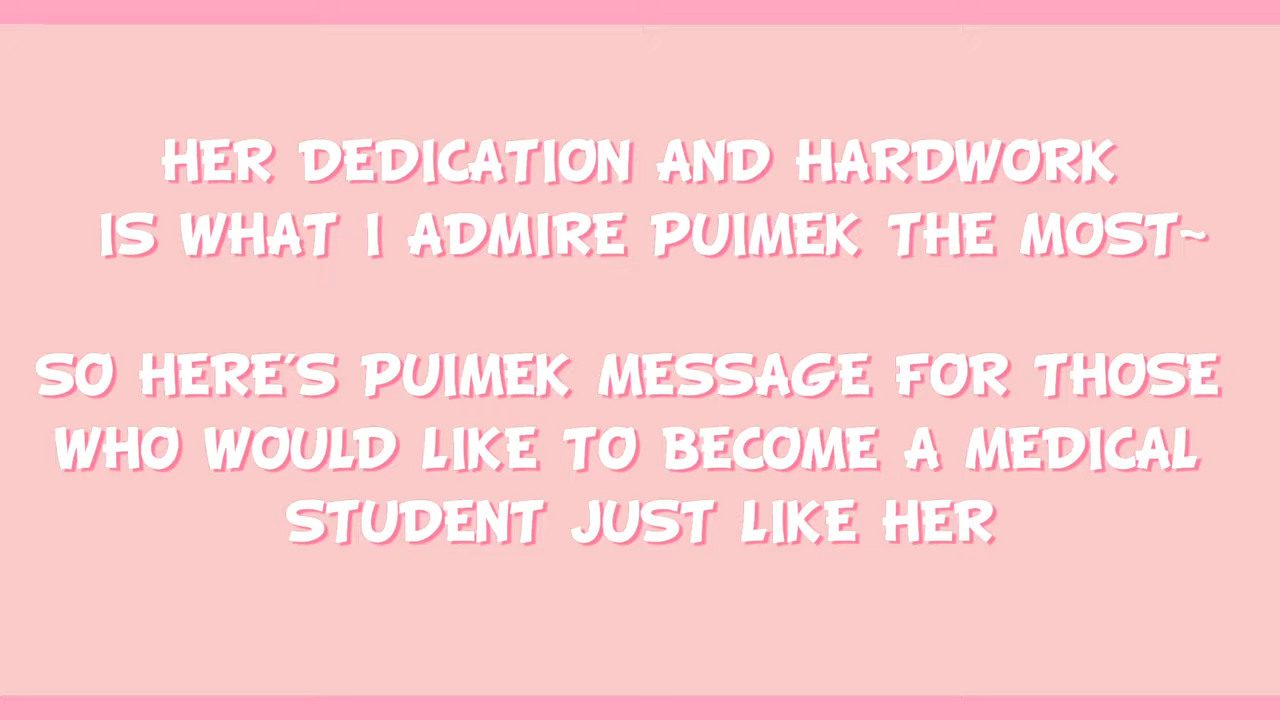 HER DEDICATION AND HARDWORK
IS WHAT I ADMIRE PUIMEK THE MOST~
SO HERE'S PUIMEK MESSAGE FOR THOSE
WHO WOULD LIKE TO BECOME A MEDICAL
STUDENT JUST LIKE HER